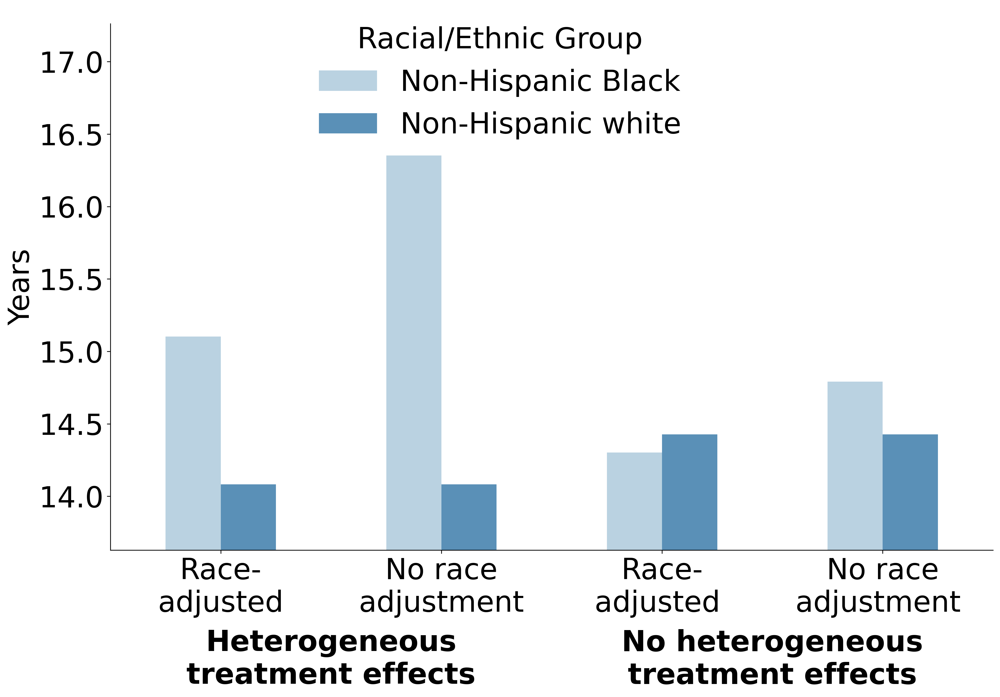 Racial/Ethnic Group
Non-Hispanic Black
Non-Hispanic white
Years
17.0
16.5
16.0
15.5
15.0
14.5
14.0
Race-
adjusted
No race
adjustment
Race-
adjusted
No race
adjustment
Heterogeneous
treatment effects
No heterogeneous
treatment effects